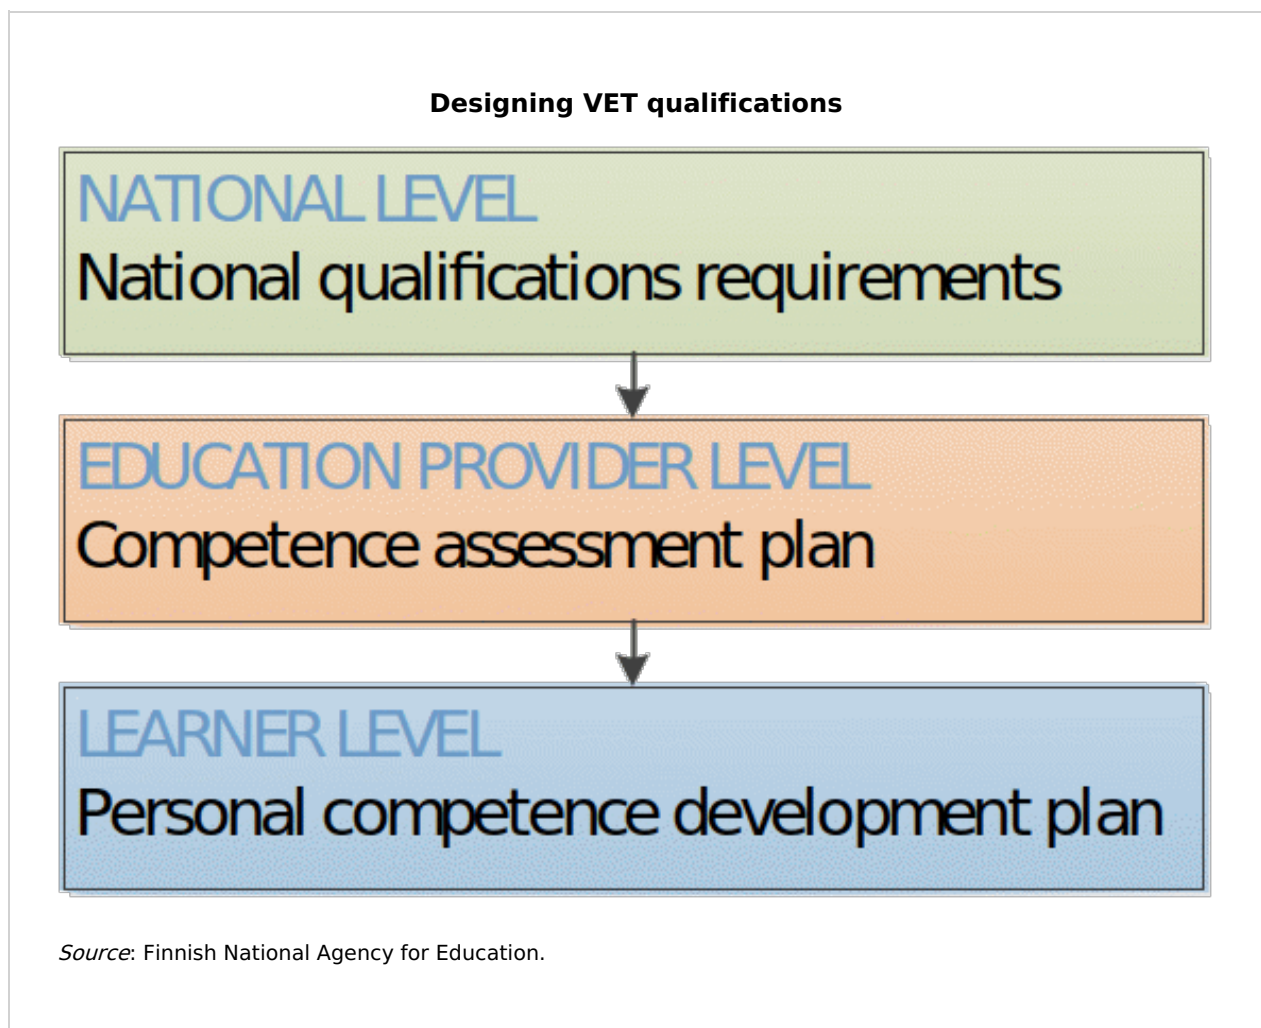 Designing VET qualifications
NATIONAL LEVEL
National qualifications requirements
EDUCATION PROVIDER LEVEL
Competence assessment plan
LEARNER LEVEL
Personal competence development plan
Source: Finnish National Agency for Education.